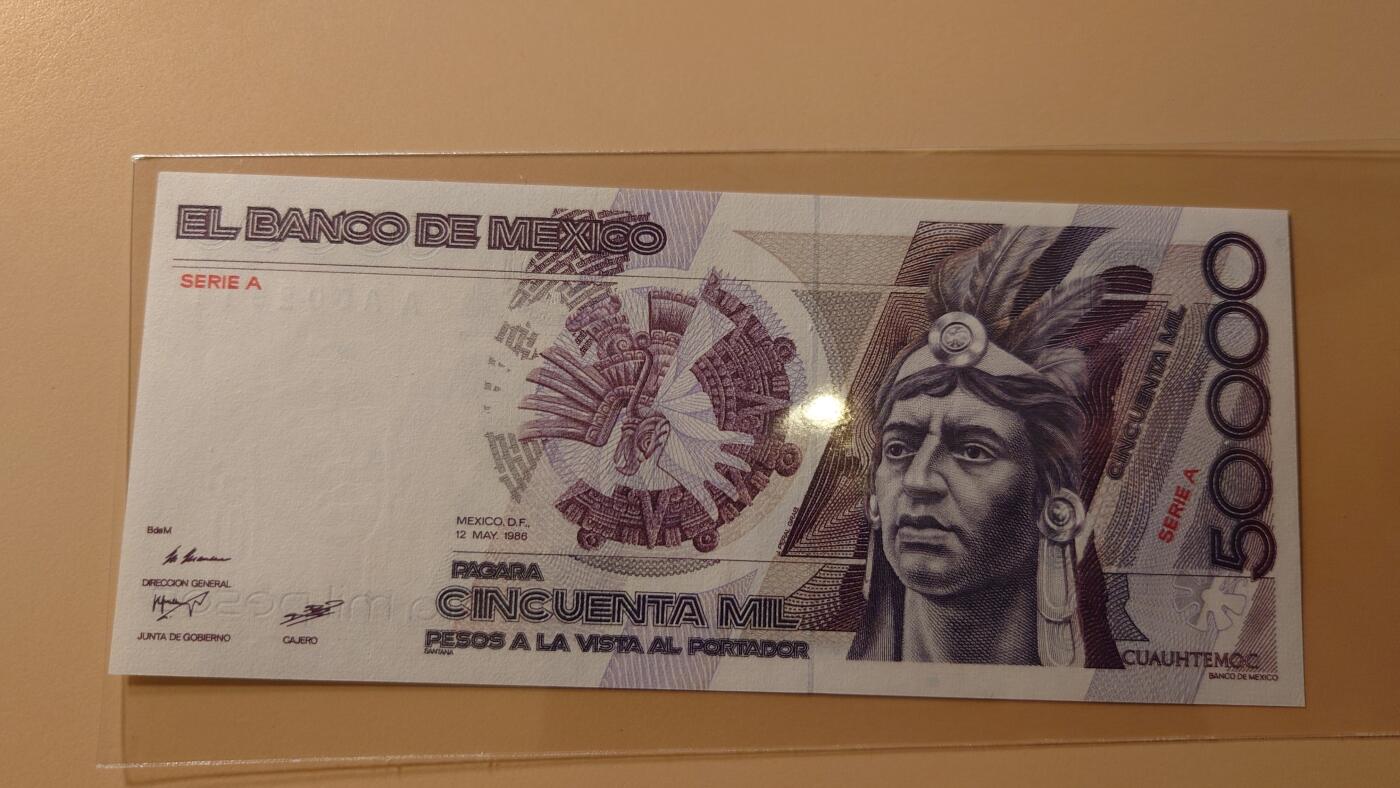 EL BANCO DE MEXICO
SERIE A
50000
CINCUENTA MIL
SERIE A
MEXICO, D.F.,
12 MAY. 1986
BdeM
DIRECCION GENERAL
JUNTA DE GOBIERNO
CAJERO
PAGARA
CINCUENTA MIL
PESOS A LA VISTA AL PORTADOR
SANTANA
CUAUHTEMOC
BANCO DE MEXICO